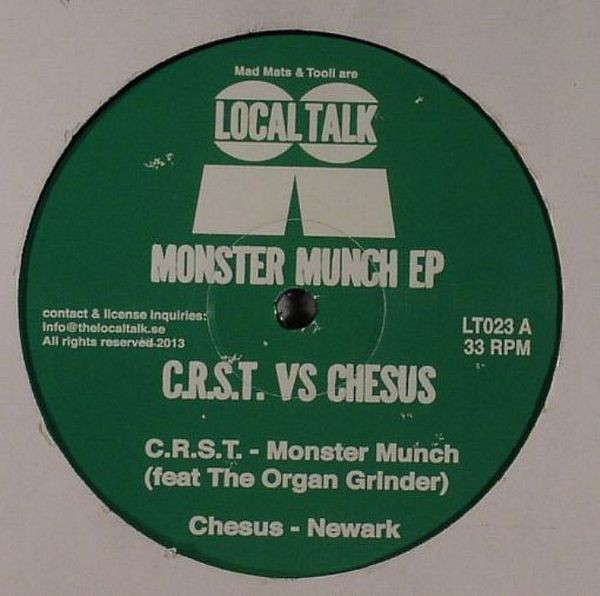 Mad Mats & Tooli are
LOCAL TALK
MONSTER MUNCH EP
contact & license inquiries:
info@thelocaltalk.se
All rights reserved 2013
LT023 A
33 RPM
C.R.S.T. VS CHESUS
C.R.S.T. - Monster Munch
(feat The Organ Grinder)
Chesus - Newark